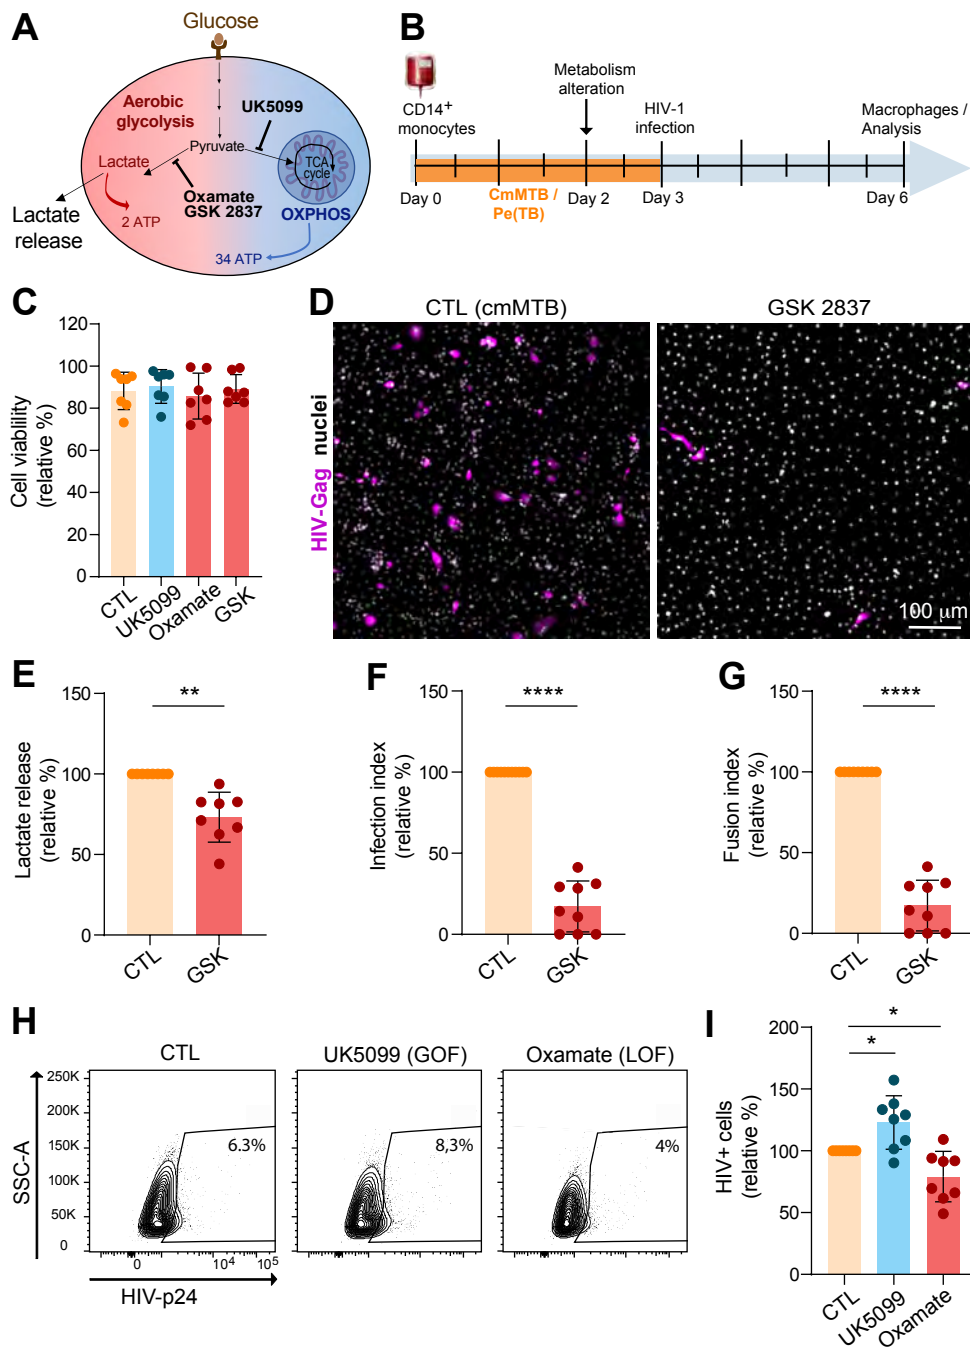 A
Glucose
Aerobic
glycolysis
UK5099
Pyruvate
Lactate
TCA
cycle
Oxamate
GSK 2837
OXPHOS
2 ATP
Lactate
release
34 ATP
B
Metabolism
alteration
CD14+
monocytes
HIV-1
infection
Macrophages /
Analysis
Day 0
CmMTB /
Pe(TB)
Day 2
Day 3
Day 6
C
Cell viablility
(relative %)
120
100
80
60
40
20
0
CTL
UK5099
Oxamate
GSK
D
CTL (cmMTB)
GSK 2837
HIV-Gag nuclei
100 µm
E
Lactate release
(relative %)
150
100
50
0
**
CTL
GSK
F
Infection index
(relative %)
150
100
50
0
****
CTL
GSK
G
Fusion index
(relative %)
150
100
50
0
****
CTL
GSK
H
CTL
UK5099 (GOF)
Oxamate (LOF)
SSC-A
250K
200K
150K
100K
50K
0
6.3%
8,3%
4%
0
10⁴
10⁵
HIV-p24
I
HIV+ cells
(relative %)
200
150
100
50
0
*
*
CTL
UK5099
Oxamate